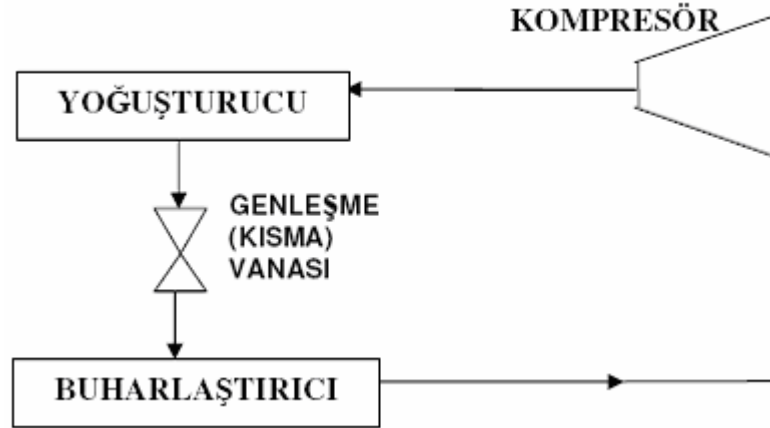 KOMPRESÖR
YOĞUŞTURUCU
GENLEŞME
(KISMA)
VANASI
BUHARLAŞTIRICI